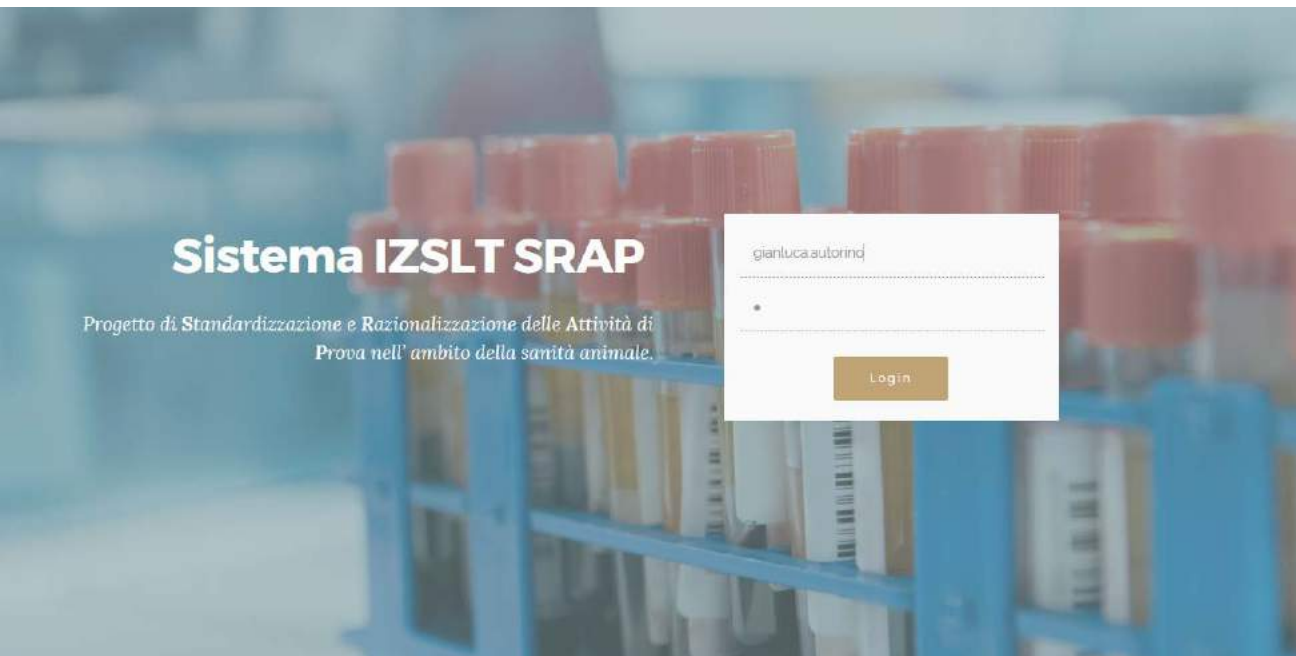 Sistema IZSLT SRAP
Progetto di Standardizzazione e Razionalizzazione delle Attività di
Prova nell' ambito della sanità animale.
gianluca.autorino
Login